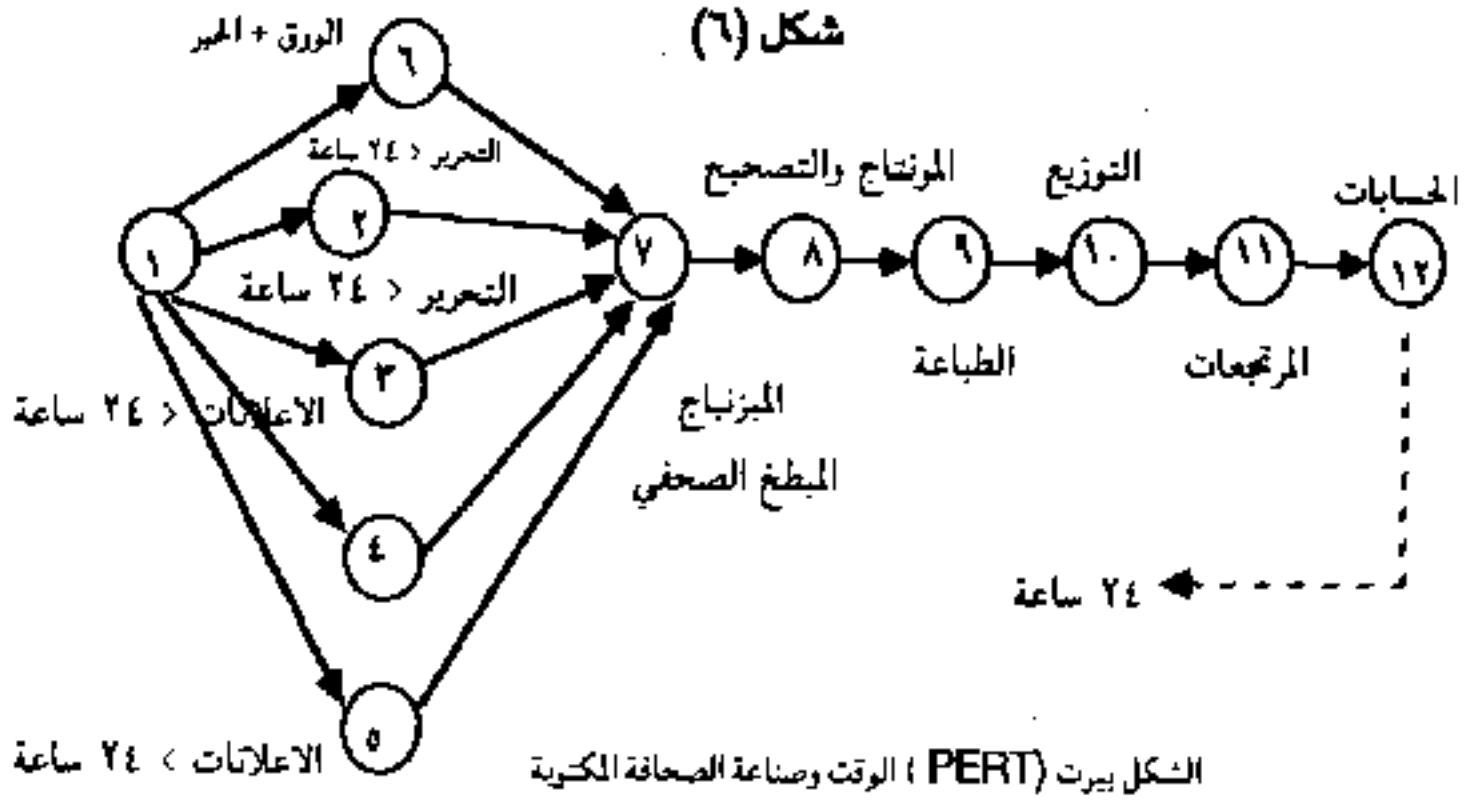 شكل (٦)
الورق + الحبر
٦
التحرير < ٢٤ ساعة
المونتاج والتصحيح
التوزيع
الحسابات
١
٢
٧
٨
٩
١٠
١١
١٢
التحرير < ٢٤ ساعة
٣
الطباعة
المرتجعات
الاعلانات < ٢٤ ساعة
الميزنباج
المبطغ الصحفي
٤
٢٤ ساعة
٥
الاعلانات > ٢٤ ساعة
الشكل بيرت (PERT) الوقت وصناعة الصحافة المكتوبة